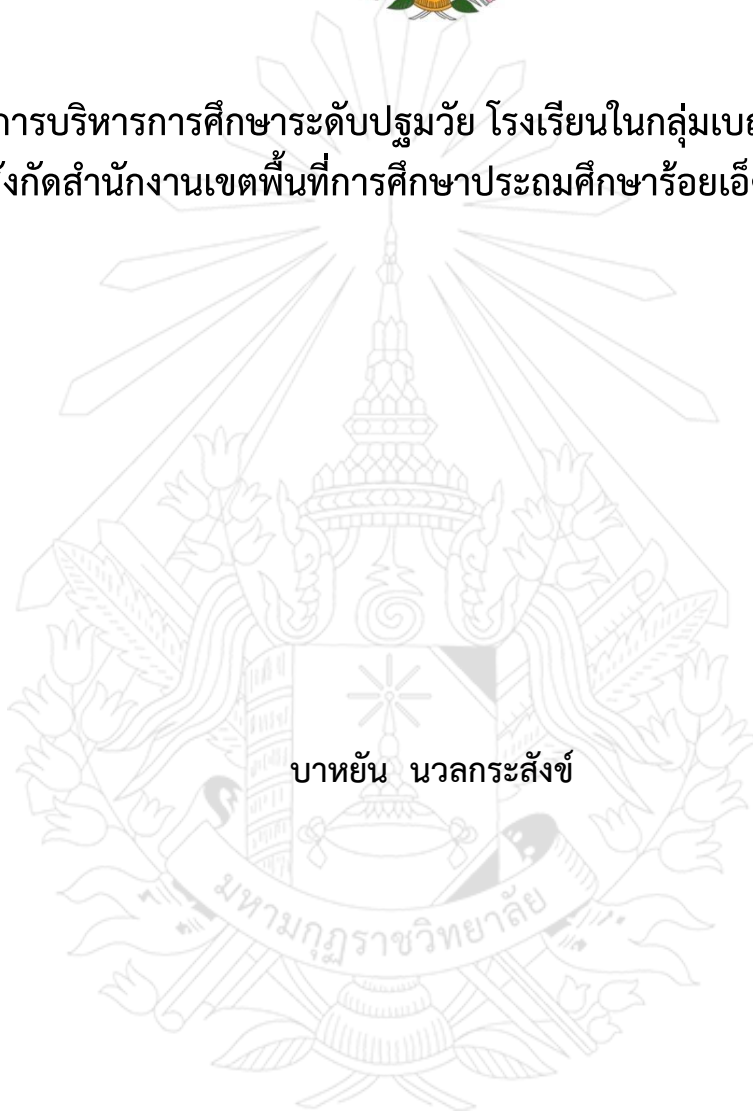 การบริหารการศึกษาระดับปฐมวัย โรงเรียนในกลุ่ม
สังกัดสำนักงานเขตพื้นที่การศึกษาประถมศึกษาร้อยเอ็ด
บาหยัน นวลกระสังข์
มหามกุฏราชวิทยาลัย